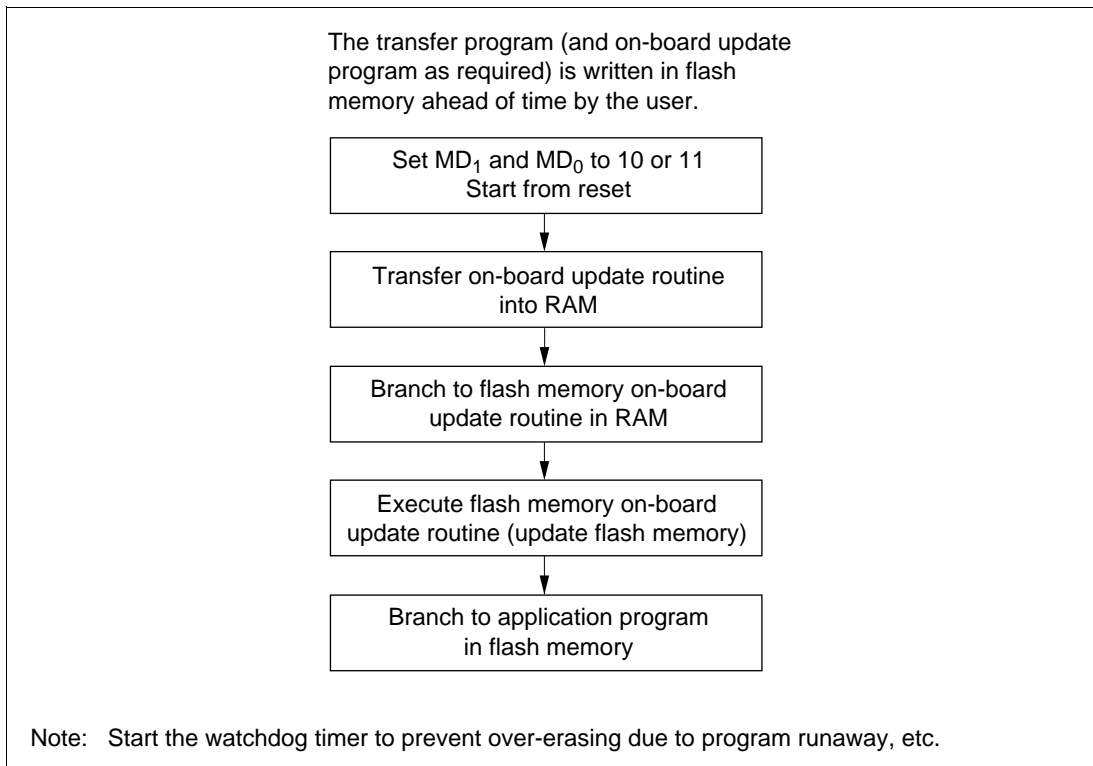 The transfer program (and on-board update
program as required) is written in flash
memory ahead of time by the user.
Set MD₁ and MD₀ to 10 or 11
Start from reset
Transfer on-board update routine
into RAM
Branch to flash memory on-board
update routine in RAM
Execute flash memory on-board
update routine (update flash memory)
Branch to application program
in flash memory
Note: Start the watchdog timer to prevent over-erasing due to program runaway, etc.